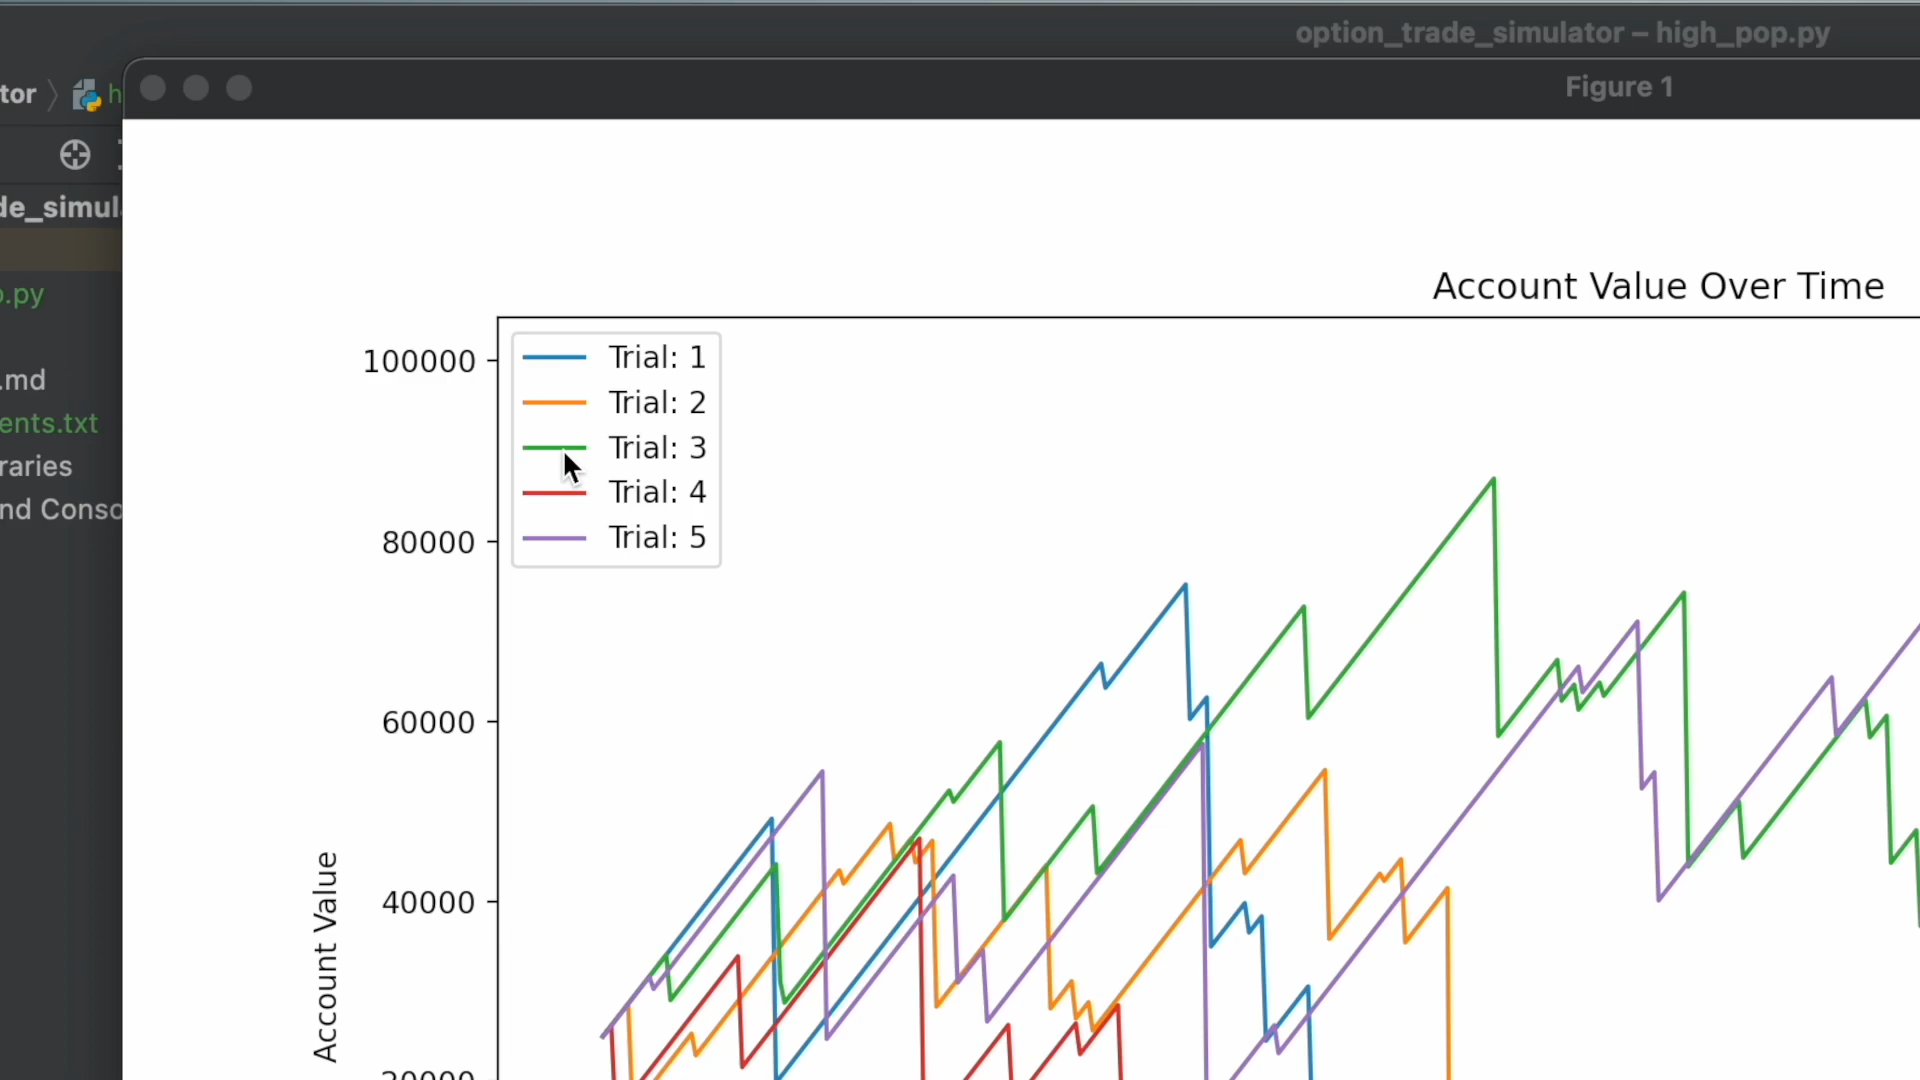 option_trade_simulator – high_pop.py
tor
h
Figure 1
de_simul
.py
.md
ents.txt
raries
nd Conso
Account Value Over Time
100000
80000
60000
40000
Account Value
Trial: 1
Trial: 2
Trial: 3
Trial: 4
Trial: 5